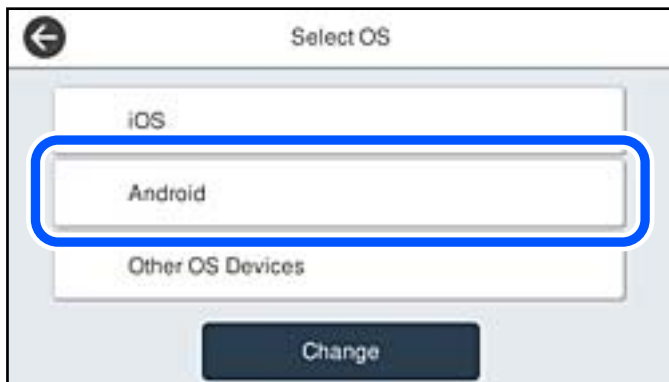 Select OS
iOS
Android
Other OS Devices
Change